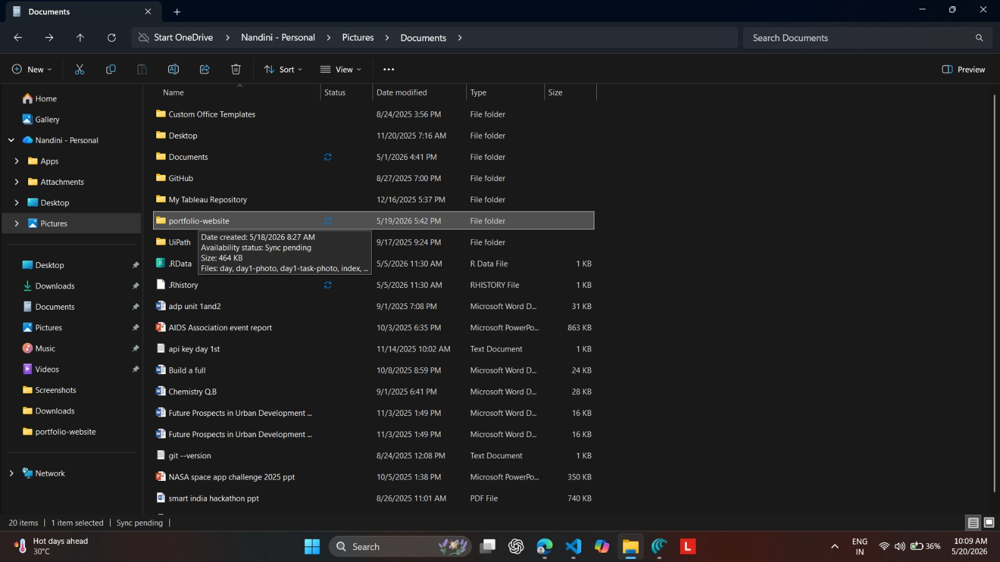 Documents
Start OneDrive > Nandini - Personal > Pictures > Documents >
Search Documents
New
Sort
View
Preview
Name Status Date modified Type Size
Home
Gallery
Nandini - Personal
Apps
Attachments
Desktop
Pictures
Desktop
Downloads
Documents
Pictures
Music
Videos
Screenshots
Downloads
portfolio-website
Network
Custom Office Templates 8/24/2025 3:56 PM File folder
Desktop 11/20/2025 7:16 AM File folder
Documents 5/1/2026 4:41 PM File folder
GitHub 8/27/2025 7:00 PM File folder
My Tableau Repository 12/16/2025 5:37 PM File folder
portfolio-website 5/19/2026 5:42 PM File folder
Date created: 5/18/2026 8:27 AM
Availability status: Sync pending
Size: 464 KB
Files: day, day1-photo, day1-task-photo, index, ...
UiPath 9/17/2025 9:24 PM File folder
.RData 5/5/2026 11:30 AM R Data File 1 KB
.Rhistory 5/5/2026 11:30 AM RHISTORY File 1 KB
adp unit 1and2 9/1/2025 7:08 PM Microsoft Word D... 31 KB
AIDS Association event report 10/3/2025 6:35 PM Microsoft PowerPo... 863 KB
api key day 1st 11/14/2025 10:02 AM Text Document 1 KB
Build a full 10/8/2025 8:59 PM Microsoft Word D... 24 KB
Chemistry Q,B 9/1/2025 6:41 PM Microsoft Word D... 28 KB
Future Prospects in Urban Development ... 11/3/2025 1:49 PM Microsoft Word D... 16 KB
Future Prospects in Urban Development ... 11/3/2025 1:49 PM Microsoft Word D... 16 KB
git --version 8/24/2025 12:08 PM Text Document 1 KB
NASA space app challenge 2025 ppt 10/5/2025 1:38 PM Microsoft PowerPo... 350 KB
smart india hackathon ppt 8/26/2025 11:01 AM PDF File 740 KB
20 items | 1 item selected | Sync pending |
Hot days ahead
30°C
Search
L
ENG
IN
36%
10:09 AM
5/20/2026